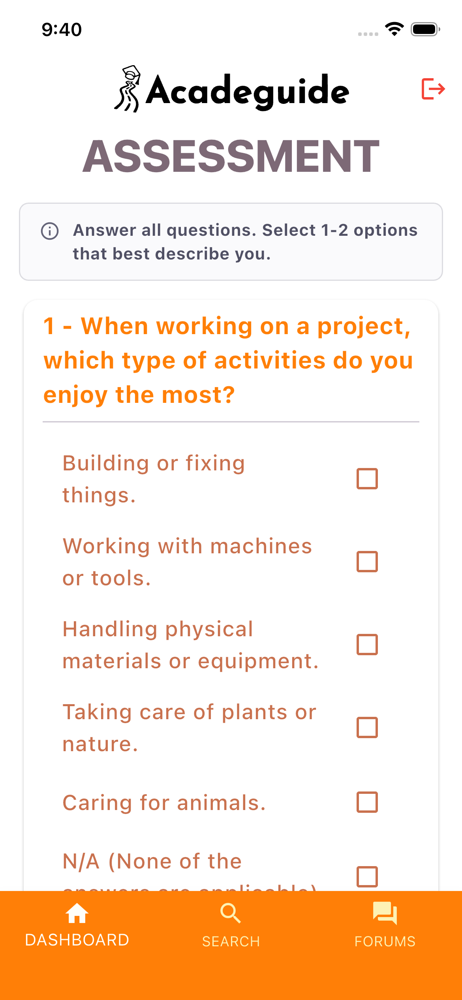 9:40
Acadeguide
ASSESSMENT
Answer all questions. Select 1-2 options
that best describe you.
1 - When working on a project,
which type of activities do you
enjoy the most?
Building or fixing
things.
Working with machines
or tools.
Handling physical
materials or equipment.
Taking care of plants or
nature.
Caring for animals.
N/A (None of the
answers are applicable)
DASHBOARD
SEARCH
FORUMS